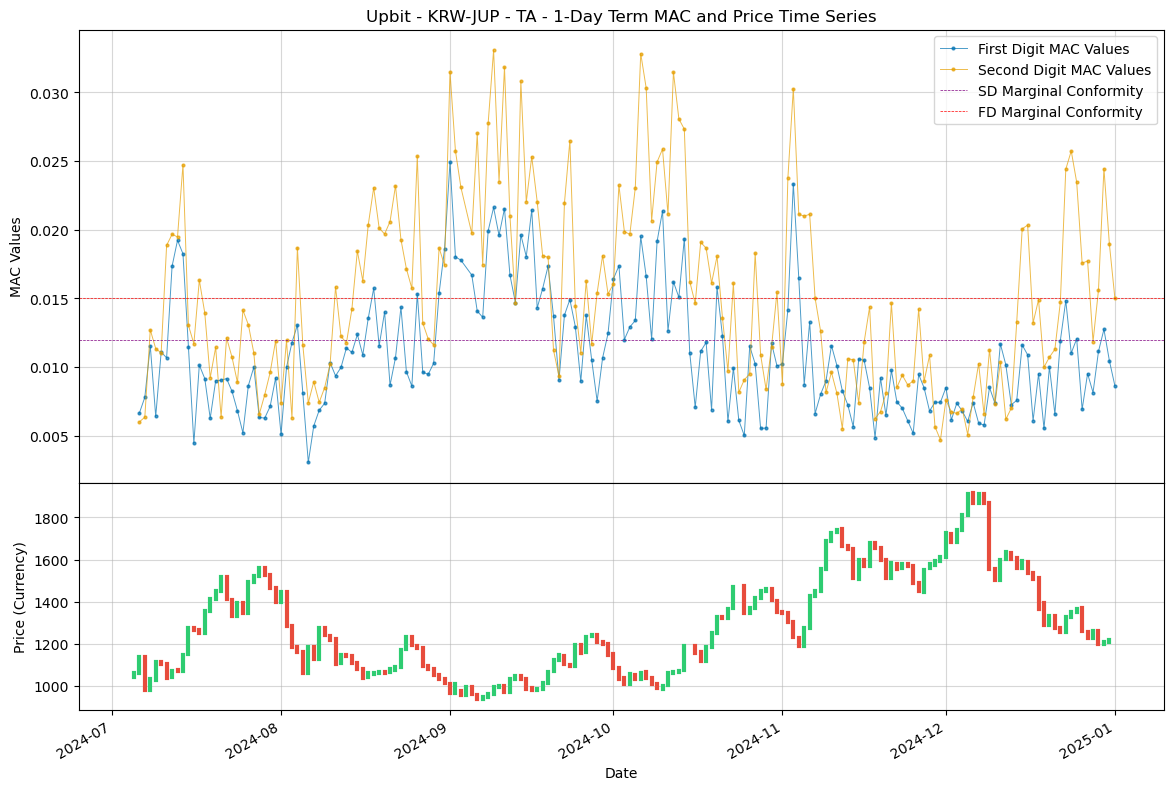 Upbit - KRW-JUP - TA - 1-Day Term MAC and Price Time Series
First Digit MAC Values
Second Digit MAC Values
SD Marginal Conformity
FD Marginal Conformity
MAC Values
0.030
0.025
0.020
0.015
0.010
0.005
Price (Currency)
1800
1600
1400
1200
1000
2024-07
2024-08
2024-09
2024-10
2024-11
2024-12
2025-01
Date